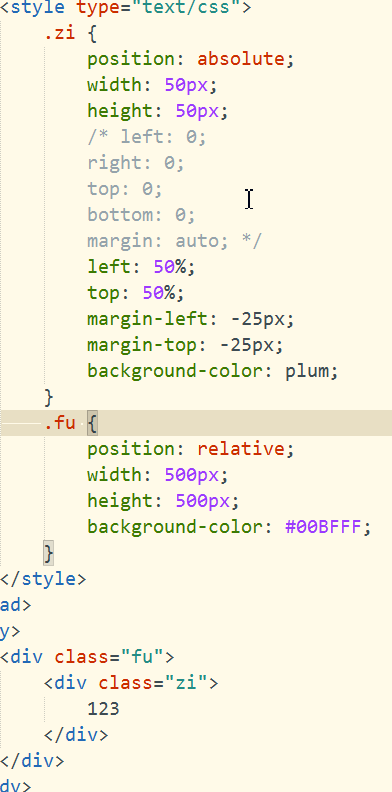 <style type="text/css">
.zi {
position: absolute;
width: 50px;
height: 50px;
/* left: 0;
right: 0;
top: 0;
bottom: 0;
margin: auto; */
left: 50%;
top: 50%;
margin-left: -25px;
margin-top: -25px;
background-color: plum;
}
.fu {
position: relative;
width: 500px;
height: 500px;
background-color: #00BFFF;
}
</style>
ad>
y>
<div class="fu">
<div class="zi">
123
</div>
</div>
dy>